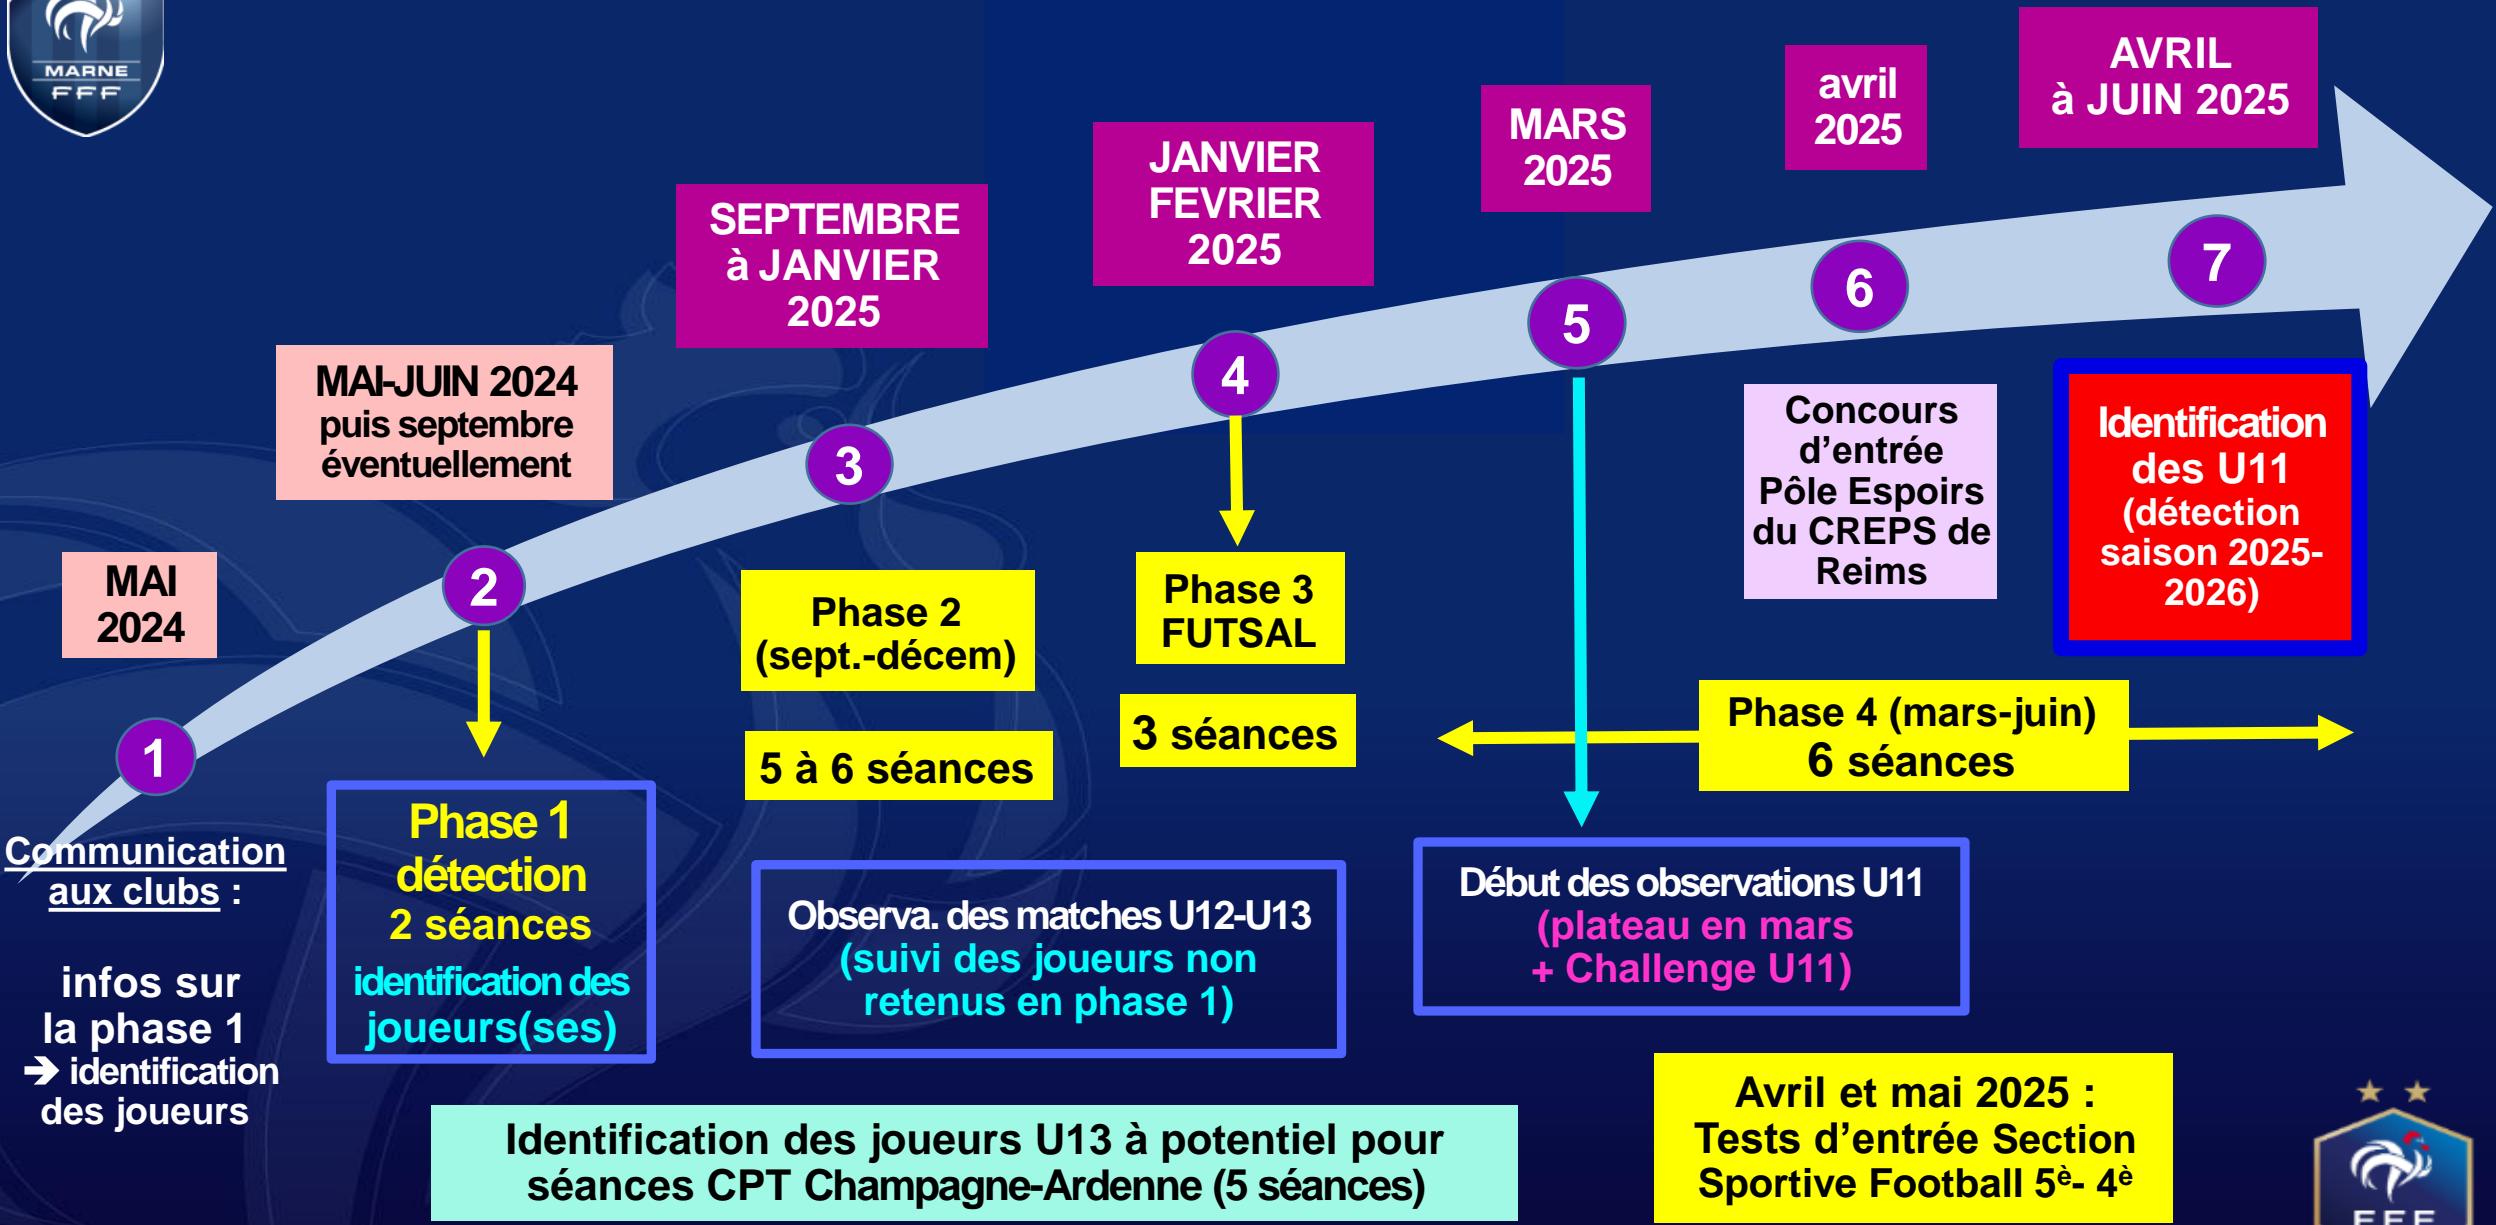 MARNE
FFF
MAI
2024
1
Communication
aux clubs :
infos sur
la phase 1
➔ identification
des joueurs
MAI-JUIN 2024
puis septembre
éventuellement
2
Phase 1
détection
2 séances
identification des
joueurs(ses)
SEPTEMBRE
à JANVIER
2025
3
Phase 2
(sept.-décem)
5 à 6 séances
Observa. des matches U12-U13
(suivi des joueurs non
retenus en phase 1)
JANVIER
FEVRIER
2025
4
Phase 3
FUTSAL
3 séances
MARS
2025
5
Début des observations U11
(plateau en mars
+ Challenge U11)
avril
2025
6
Concours
d’entrée
Pôle Espoirs
du CREPS de
Reims
AVRIL
à JUIN 2025
7
Identification
des U11
(détection
saison 2025-
2026)
Phase 4 (mars-juin)
6 séances
Identification des joueurs U13 à potentiel pour
séances CPT Champagne-Ardenne (5 séances)
Avril et mai 2025 :
Tests d’entrée Section
Sportive Football 5è- 4è
FFF